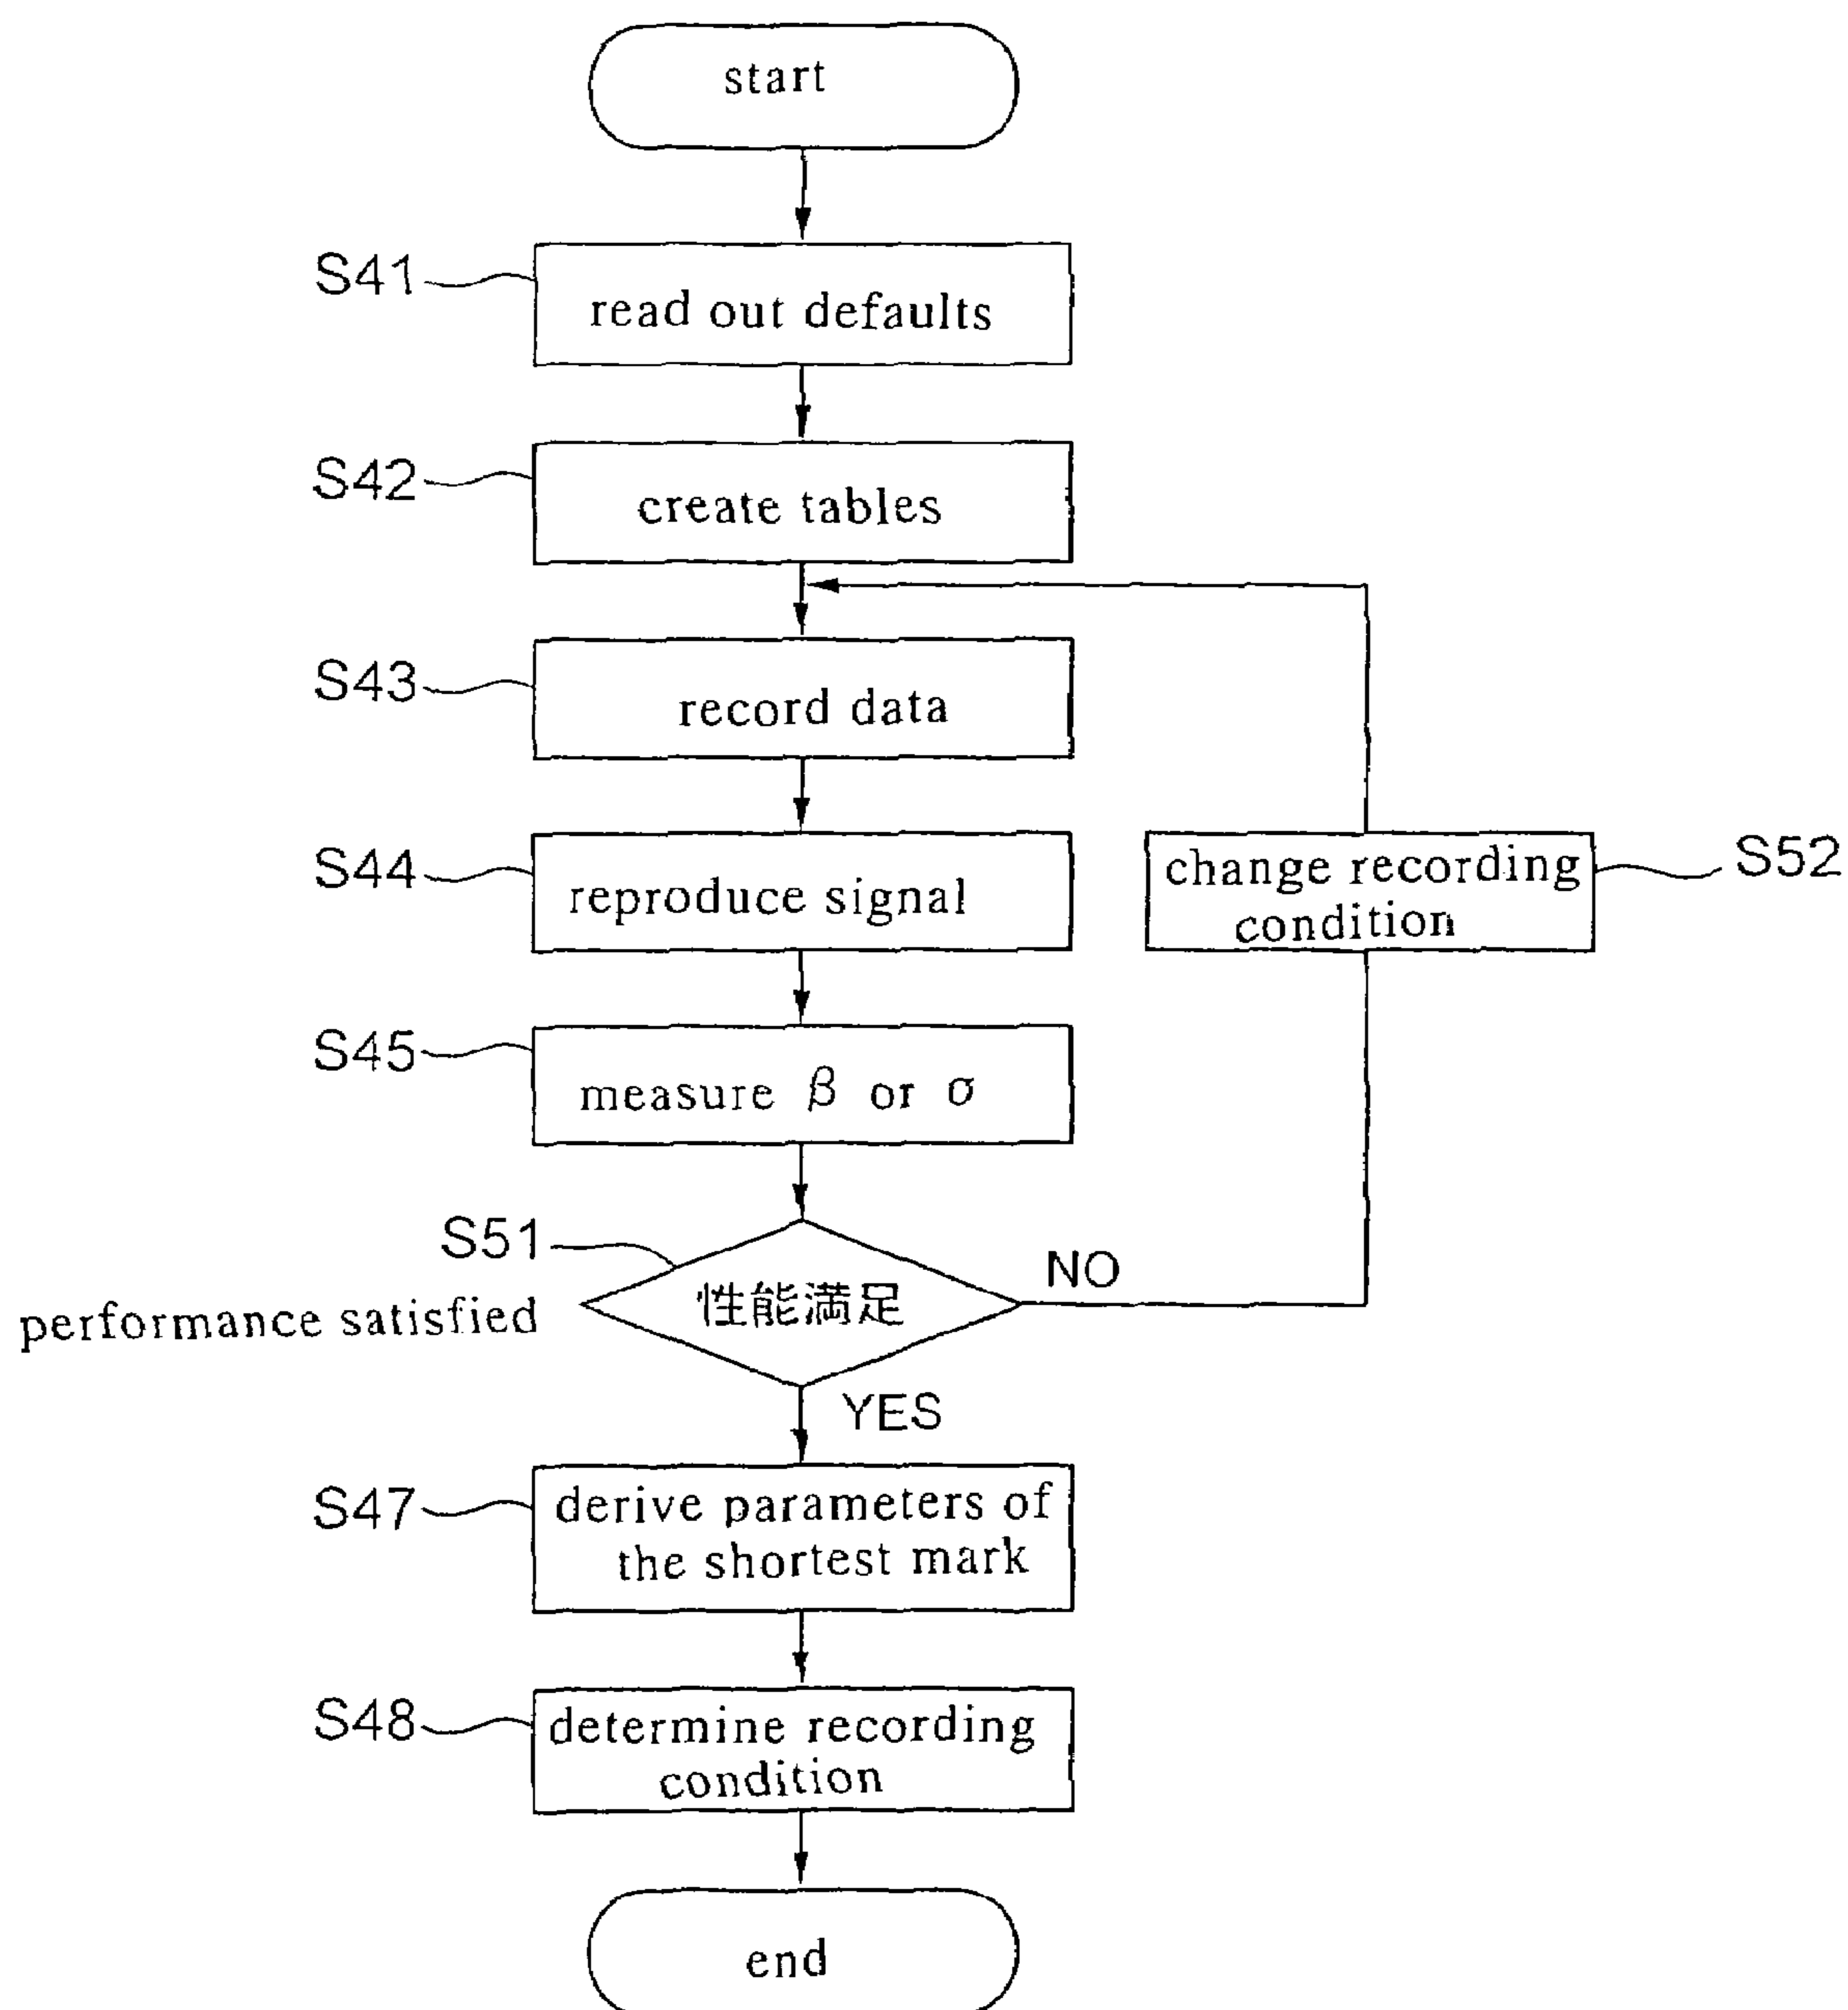 start
S41
read out defaults
S42
create tables
S43
record data
S44
reproduce signal
change recording
condition
S52
S45
measure β or σ
S51
performance satisfied
性能満足
NO
YES
S47
derive parameters of
the shortest mark
S48
determine recording
condition
end